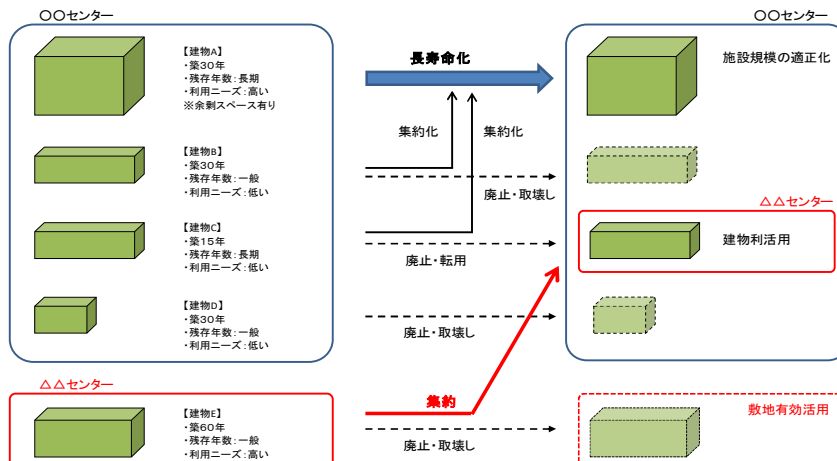 〇〇センター
【建物A】
・築30年
・残存年数：長期
・利用ニーズ：高い
※余剰スペース有り
【建物B】
・築30年
・残存年数：一般
・利用ニーズ：低い
【建物C】
・築15年
・残存年数：長期
・利用ニーズ：低い
【建物D】
・築30年
・残存年数：一般
・利用ニーズ：低い
△△センター
【建物E】
・築60年
・残存年数：一般
・利用ニーズ：高い
長寿命化
集約化
集約化
廃止・取壊し
廃止・転用
廃止・取壊し
集約
廃止・取壊し
〇〇センター
施設規模の適正化
△△センター
建物利活用
敷地有効活用